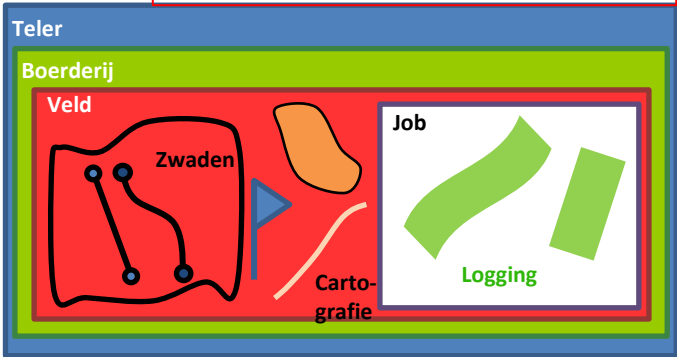 Teler
Boerderij
Veld
Zwaden
Carto-
grafie
Job
Logging